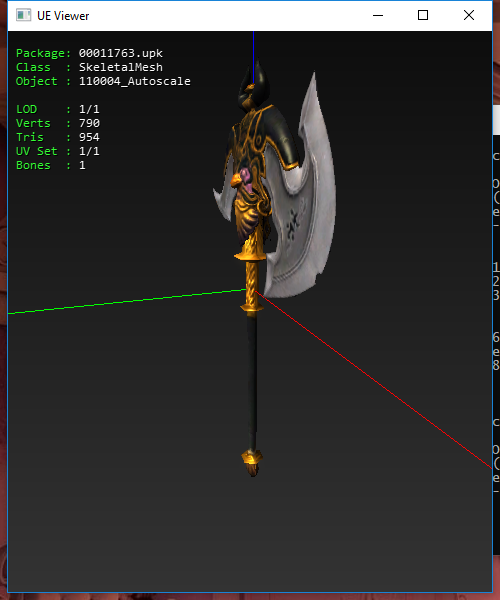 UE Viewer
Package: 00011763.upk
Class : SkeletalMesh
Object : 110004_Autoscale
LOD : 1/1
Verts : 790
Tris : 954
UV Set : 1/1
Bones : 1